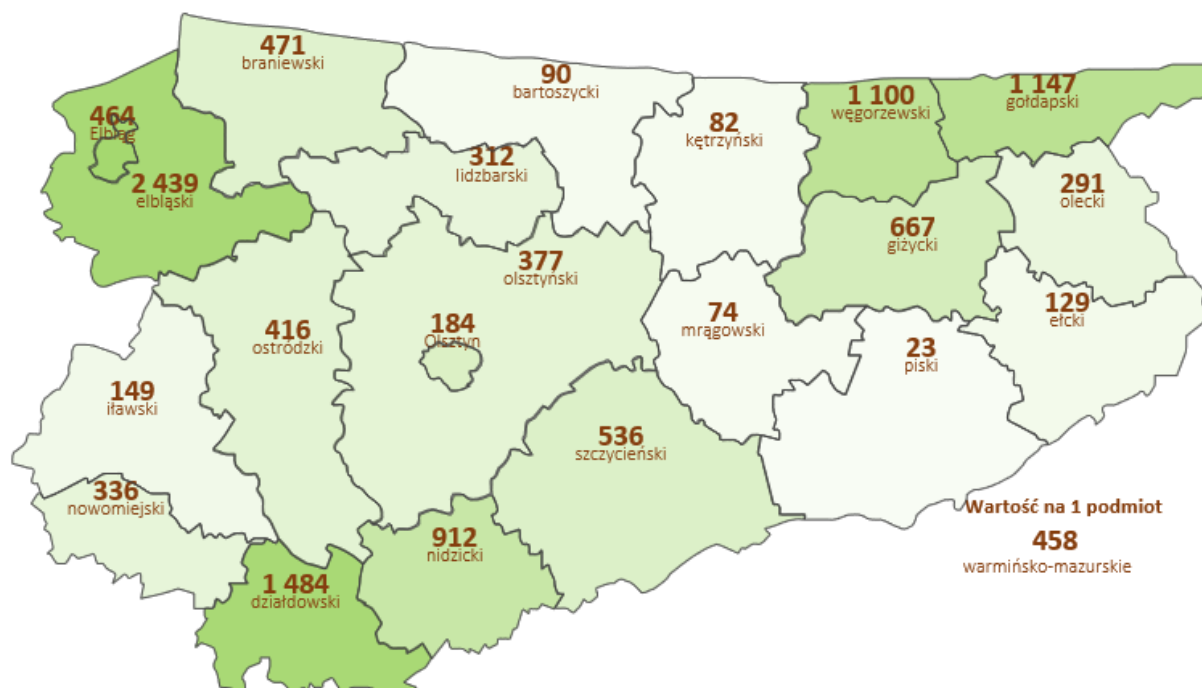 471
braniewski
90
bartoszycki
1 100
węgorzewski
1 147
gołdapski
464
Elbląg
82
kętrzyński
312
lidzbarski
2 439
elbląski
291
olecki
667
giżycki
377
olsztyński
129
ełcki
416
ostródzki
184
Olsztyn
74
mrągowski
23
piski
149
iławski
536
szczycieński
336
nowomiejski
912
nidzicki
1 484
działdowski
Wartość na 1 podmiot
458
warmińsko-mazurskie